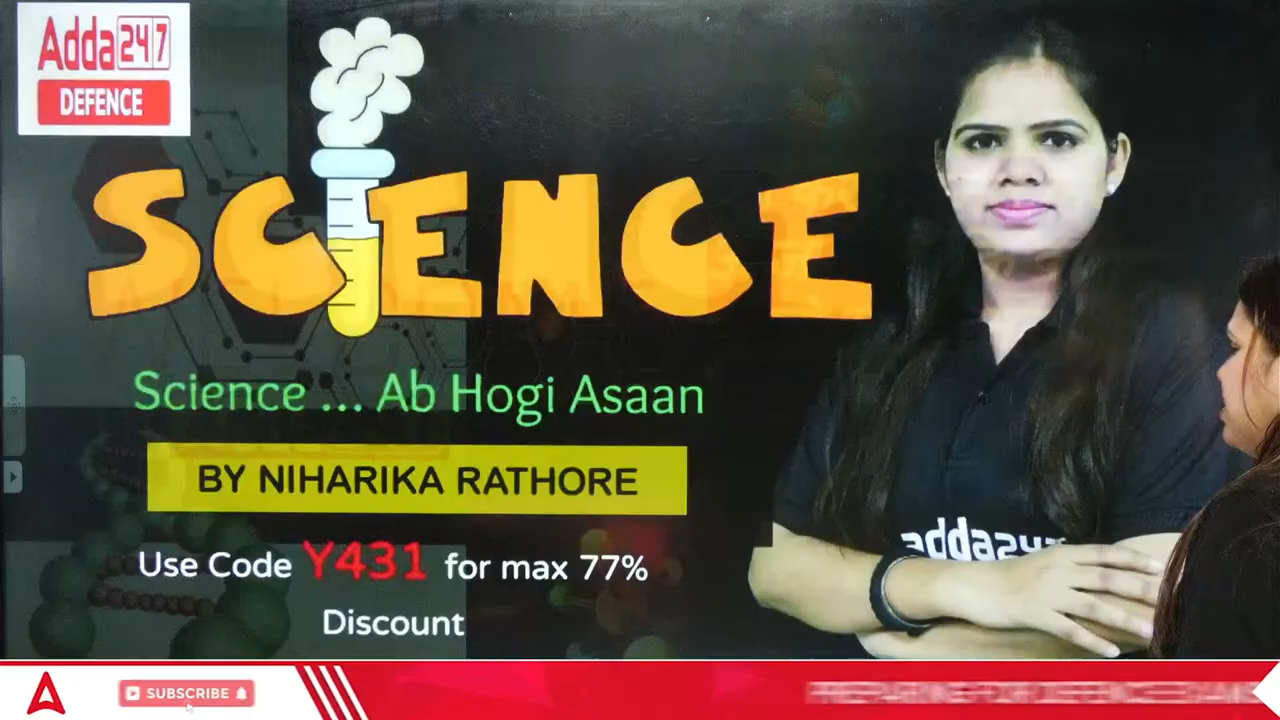 Adda247
DEFENCE
SCIENCE
Science ... Ab Hogi Asaan
BY NIHARIKA RATHORE
Use Code Y431 for max 77%
Discount
adda247
SUBSCRIBE